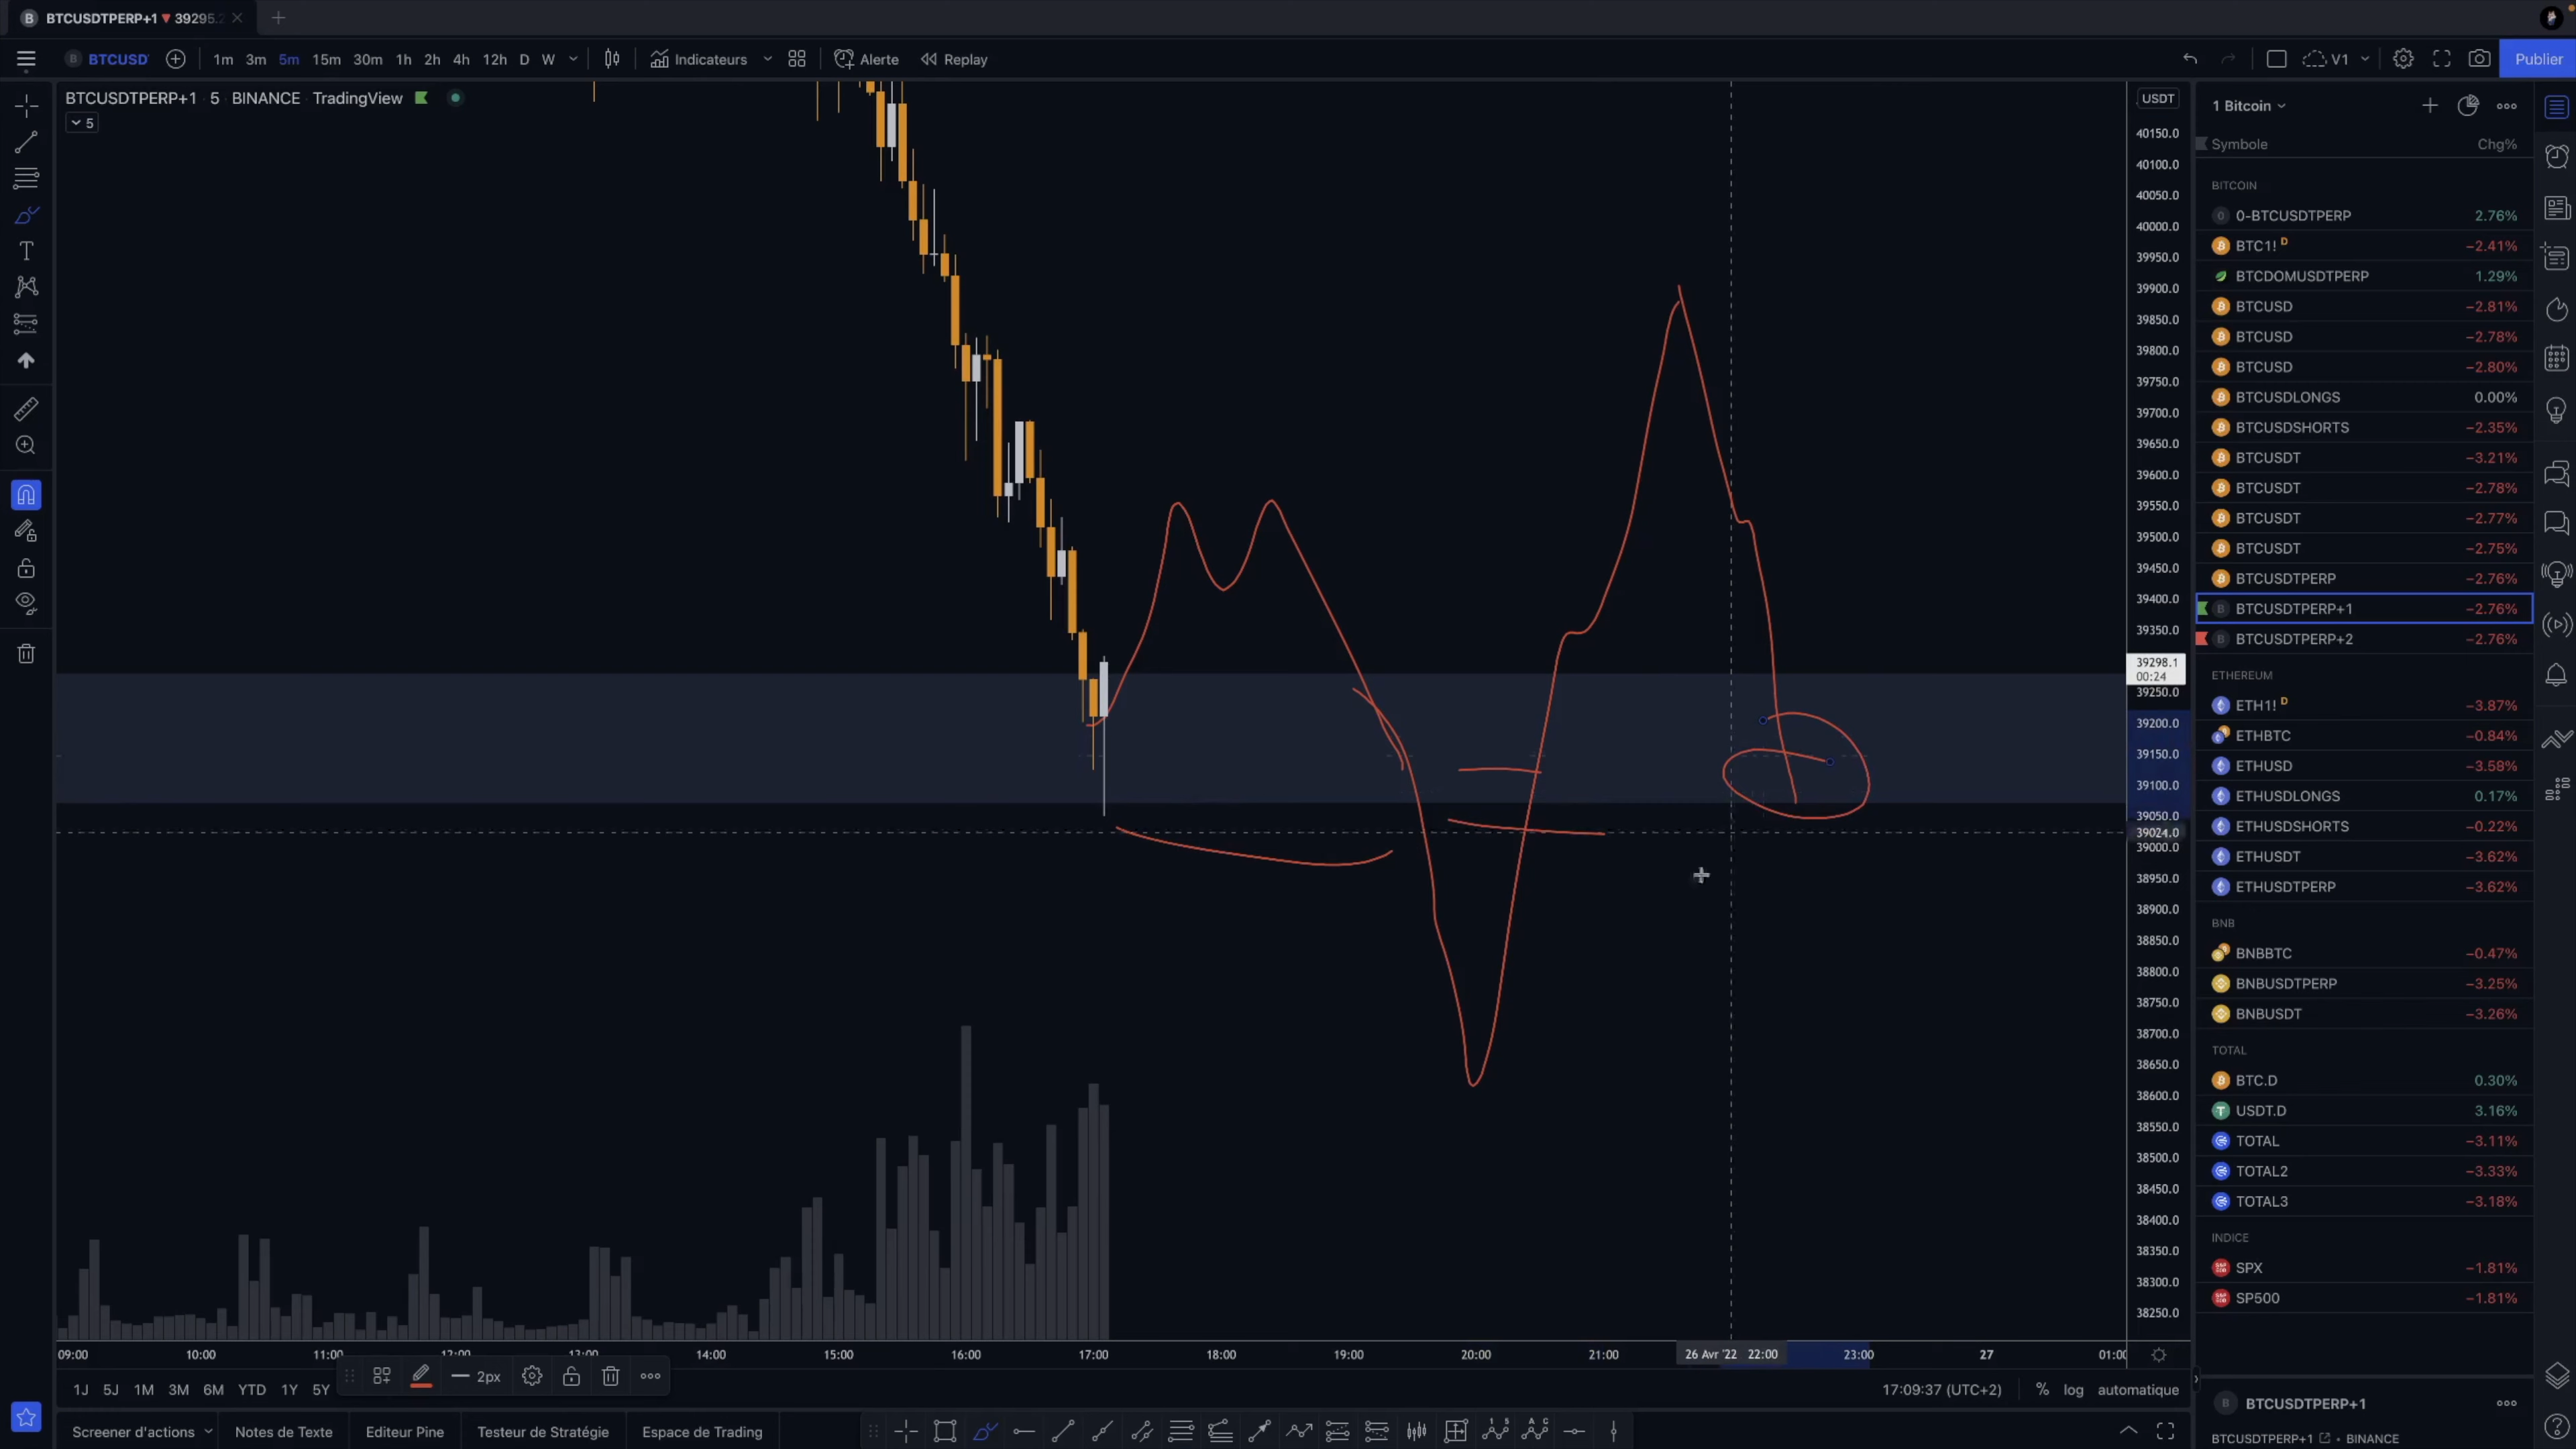 BTCUSDTPERP+1 ▼ 39295.2
BTCUSD 1m 3m 5m 15m 30m 1h 2h 4h 12h D W Indicateurs Alerte Replay V1 Publier
BTCUSDTPERP+1 · 5 BINANCE TradingView
5
USDT
40150.0
40100.0
40050.0
40000.0
39950.0
39900.0
39850.0
39800.0
39750.0
39700.0
39650.0
39600.0
39550.0
39500.0
39450.0
39400.0
39350.0
39298.1
00:24
39250.0
39200.0
39150.0
39100.0
39050.0
39024.0
39000.0
38950.0
38900.0
38850.0
38800.0
38750.0
38700.0
38650.0
38600.0
38550.0
38500.0
38450.0
38400.0
38350.0
38300.0
38250.0
1 Bitcoin
Symbole Chg%
BITCOIN
0-BTCUSDTPERP 2.76%
BTC1! D −2.41%
BTCDOMUSDTPERP 1.29%
BTCUSD −2.81%
BTCUSD −2.78%
BTCUSD −2.80%
BTCUSDLONGS 0.00%
BTCUSDSHORTS −2.35%
BTCUSDT −3.21%
BTCUSDT −2.78%
BTCUSDT −2.77%
BTCUSDT −2.75%
BTCUSDTPERP −2.76%
BTCUSDTPERP+1 −2.76%
BTCUSDTPERP+2 −2.76%
ETHEREUM
ETH1! D −3.87%
ETHBTC −0.84%
ETHUSD −3.58%
ETHUSDLONGS 0.17%
ETHUSDSHORTS −0.22%
ETHUSDT −3.62%
ETHUSDTPERP −3.62%
BNB
BNBBTC −0.47%
BNBUSDTPERP −3.25%
BNBUSDT −3.26%
TOTAL
BTC.D 0.30%
USDT.D 3.16%
TOTAL −3.11%
TOTAL2 −3.33%
TOTAL3 −3.18%
INDICE
SPX −1.81%
SP500 −1.81%
09:00 10:00 11:00 12:00 13:00 14:00 15:00 16:00 17:00 18:00 19:00 20:00 21:00 26 Avr '22 22:00 23:00 27 01:00
1J 5J 1M 3M 6M YTD 1Y 5Y 2px 17:09:37 (UTC+2) % log automatique
Screener d'actions Notes de Texte Editeur Pine Testeur de Stratégie Espace de Trading
BTCUSDTPERP+1
BTCUSDTPERP+1 • BINANCE